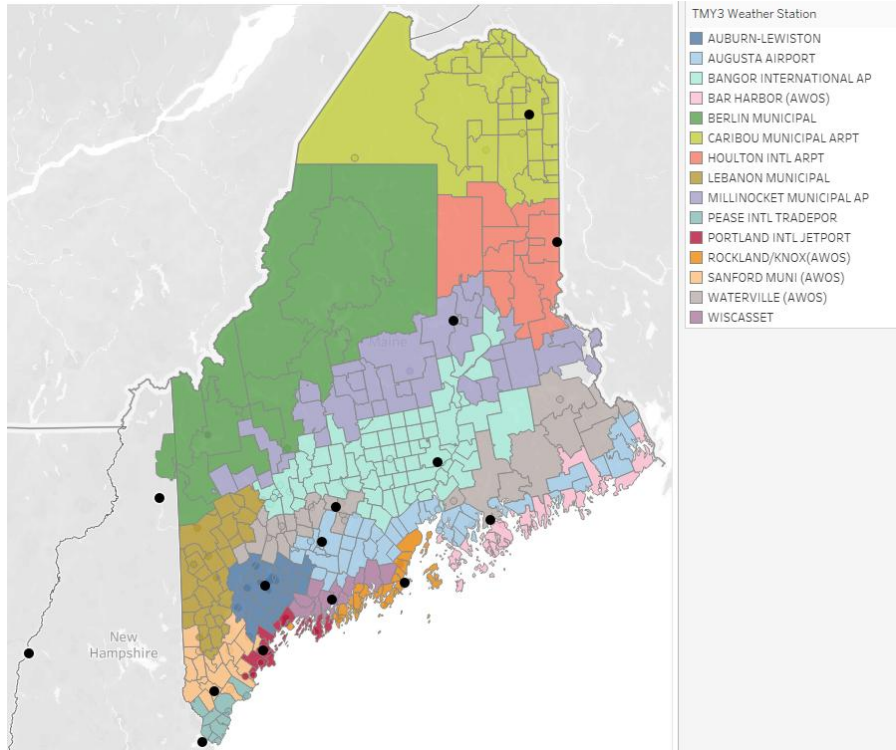 TMY3 Weather Station
AUBURN-LEWISTON
AUGUSTA AIRPORT
BANGOR INTERNATIONAL AP
BAR HARBOR (AWOS)
BERLIN MUNICIPAL
CARIBOU MUNICIPAL ARPT
HOULTON INTL ARPT
LEBANON MUNICIPAL
MILLINOCKET MUNICIPAL AP
PEASE INTL TRADEPOR
PORTLAND INTL JETPORT
ROCKLAND/KNOX(AWOS)
SANFORD MUNI (AWOS)
WATERVILLE (AWOS)
WISCASSET
Maine
New
Hampshire